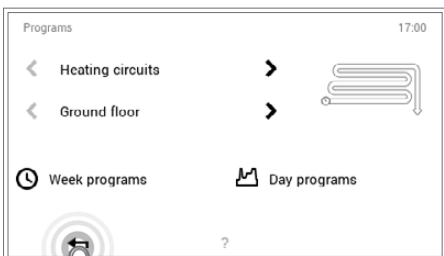 Programs 17:00
Heating circuits
Ground floor
Week programs Day programs
?